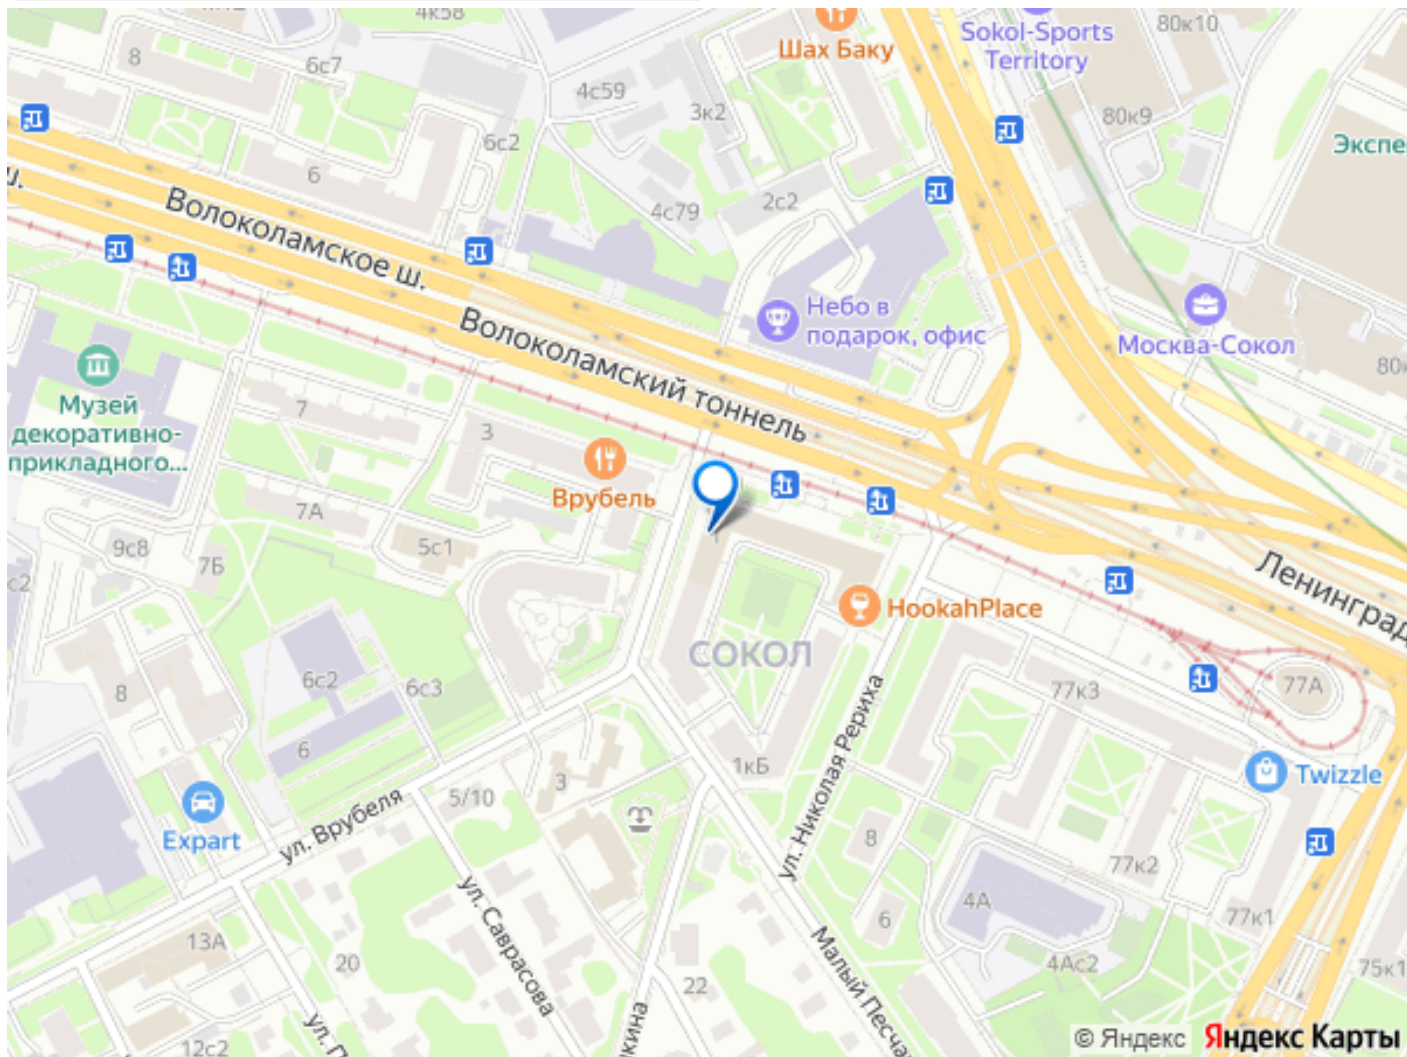 4к58
8
6с7
Шах Баку
Sokol-Sports
Territory
80к10
4с59
3к2
80к9
6с2
Экспе
6
Волоколамское ш.
4с79
2с2
ш.
Небо в
подарок, офис
Волоколамский тоннель
Москва-Сокол
Музей
декоративно-
прикладного...
7
3
Врубель
7А
9с8
7Б
5с1
1
Ленинград
HookahPlace
СОКОЛ
6с2
6с3
8
77к3
77А
6
1кБ
ул. Николая Рериха
Twizzle
5/10
3
Expart
ул. Врубеля
8
77к2
4А
6
77к1
13А
20
ул. Саврасова
22
Малый Песча
4Ас2
75к1
12с2
© Яндекс
Яндекс Карты